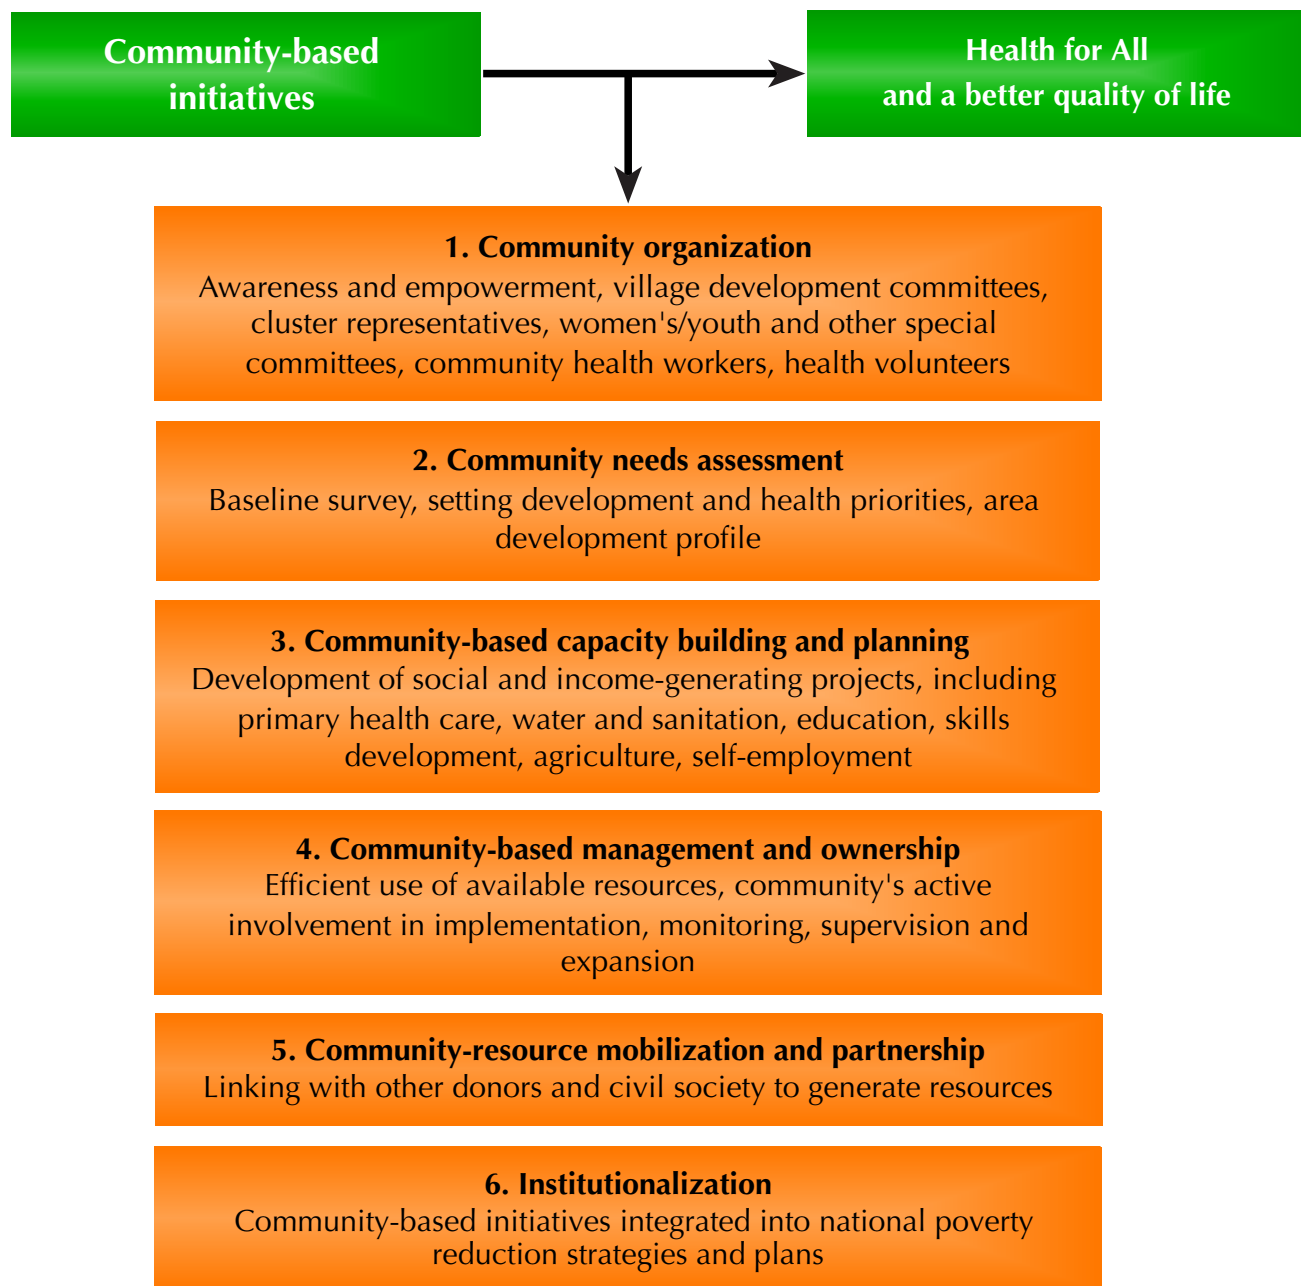 Community-based
initiatives
Health for All
and a better quality of life
1. Community organization
Awareness and empowerment, village development committees,
cluster representatives, women's/youth and other special
committees, community health workers, health volunteers
2. Community needs assessment
Baseline survey, setting development and health priorities, area
development profile
3. Community-based capacity building and planning
Development of social and income-generating projects, including
primary health care, water and sanitation, education, skills
development, agriculture, self-employment
4. Community-based management and ownership
Efficient use of available resources, community's active
involvement in implementation, monitoring, supervision and
expansion
5. Community-resource mobilization and partnership
Linking with other donors and civil society to generate resources
6. Institutionalization
Community-based initiatives integrated into national poverty
reduction strategies and plans